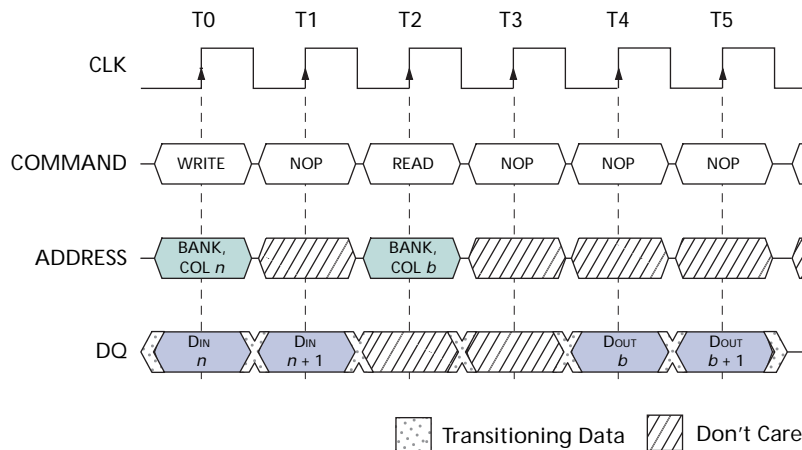 T0 T1 T2 T3 T4 T5
CLK
COMMAND WRITE NOP READ NOP NOP NOP
ADDRESS BANK, COL n BANK, COL b
DQ DIN n DIN n + 1 DOUT b DOUT b + 1
Transitioning Data Don't Care